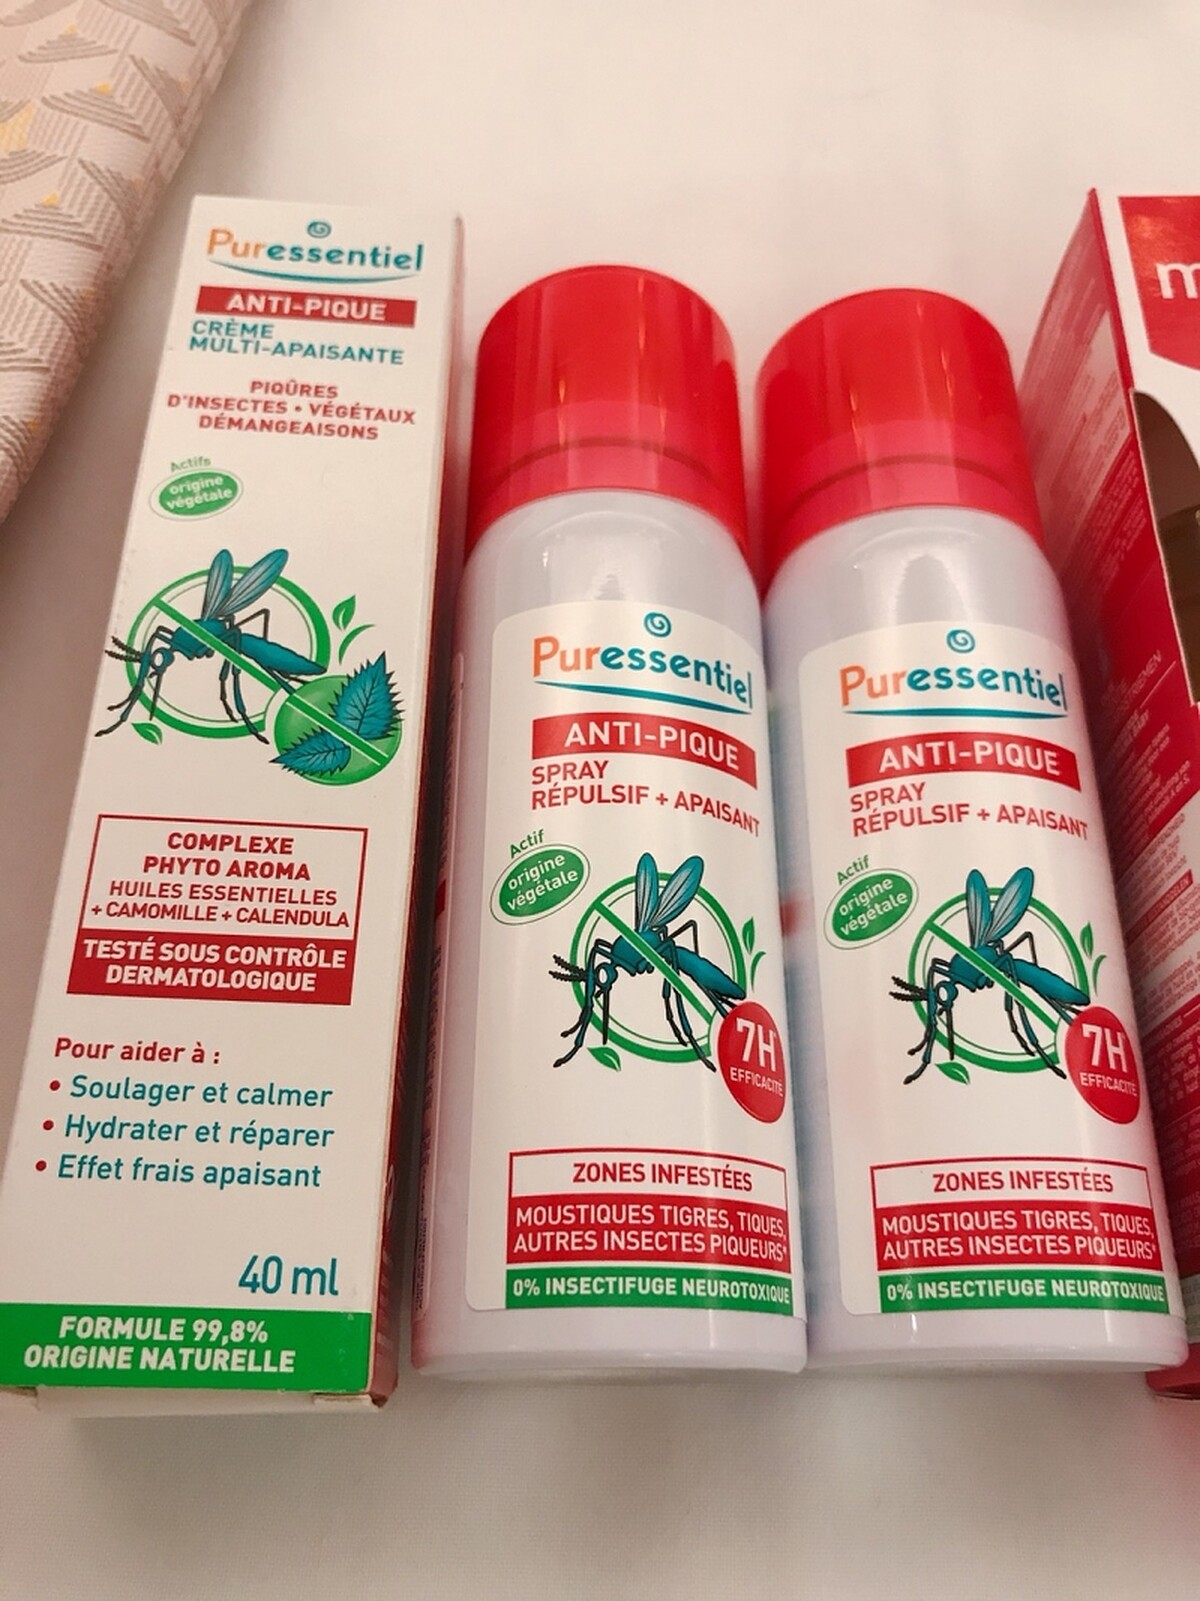 Puressentiel
ANTI-PIQUE
CRÈME
MULTI-APAISANTE
PIQÛRES
D'INSECTES • VÉGÉTAUX
DÉMANGEAISONS
Actifs
origine
végétale
COMPLEXE
PHYTO AROMA
HUILES ESSENTIELLES
+ CAMOMILLE + CALENDULA
TESTÉ SOUS CONTRÔLE
DERMATOLOGIQUE
Pour aider à :
• Soulager et calmer
• Hydrater et réparer
• Effet frais apaisant
40 ml
FORMULE 99,8%
ORIGINE NATURELLE
Puressentiel
ANTI-PIQUE
SPRAY
RÉPULSIF + APAISANT
Actif
origine
végétale
7H
EFFICACITÉ
ZONES INFESTÉES
MOUSTIQUES TIGRES, TIQUES,
AUTRES INSECTES PIQUEURS*
0% INSECTIFUGE NEUROTOXIQUE
Puressentiel
ANTI-PIQUE
SPRAY
RÉPULSIF + APAISANT
Actif
origine
végétale
7H
EFFICACITÉ
ZONES INFESTÉES
MOUSTIQUES TIGRES, TIQUES,
AUTRES INSECTES PIQUEURS*
0% INSECTIFUGE NEUROTOXIQUE
m